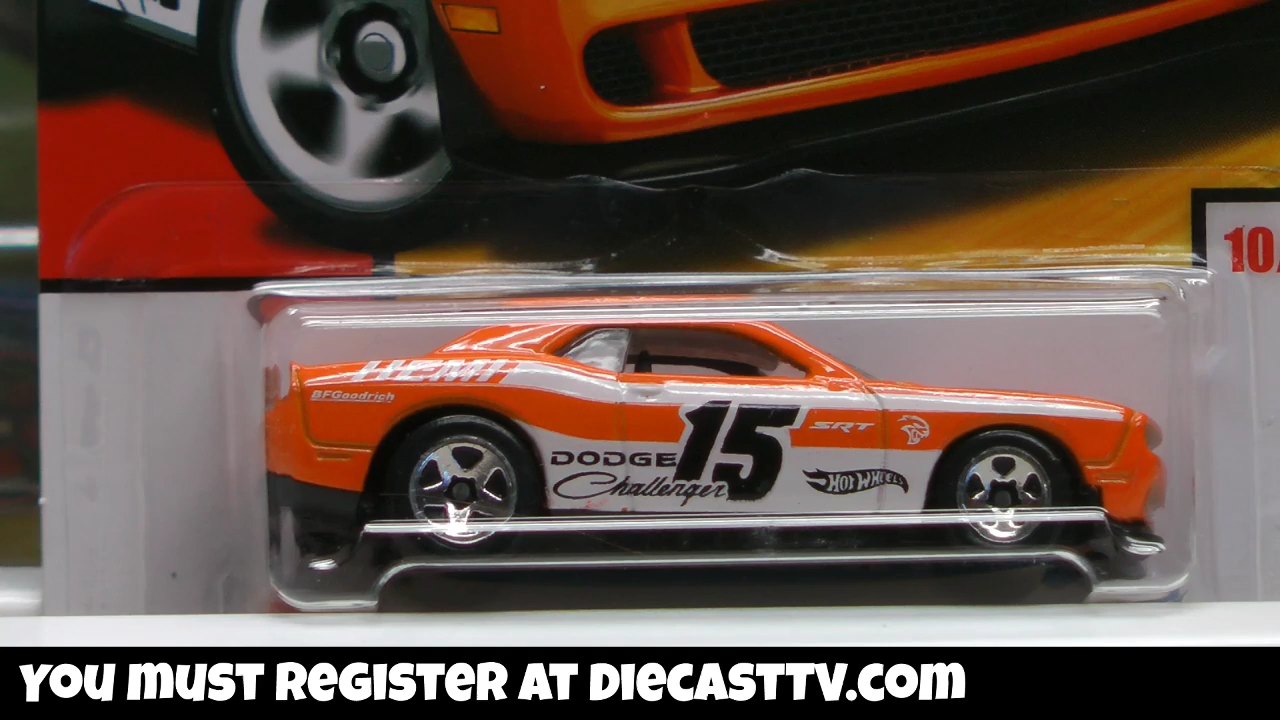 10
HEMI
BFGoodrich
15
SRT
DODGE
Challenger
HOT WHEELS
YOU MUST REGISTER AT DIECASTTV.COM